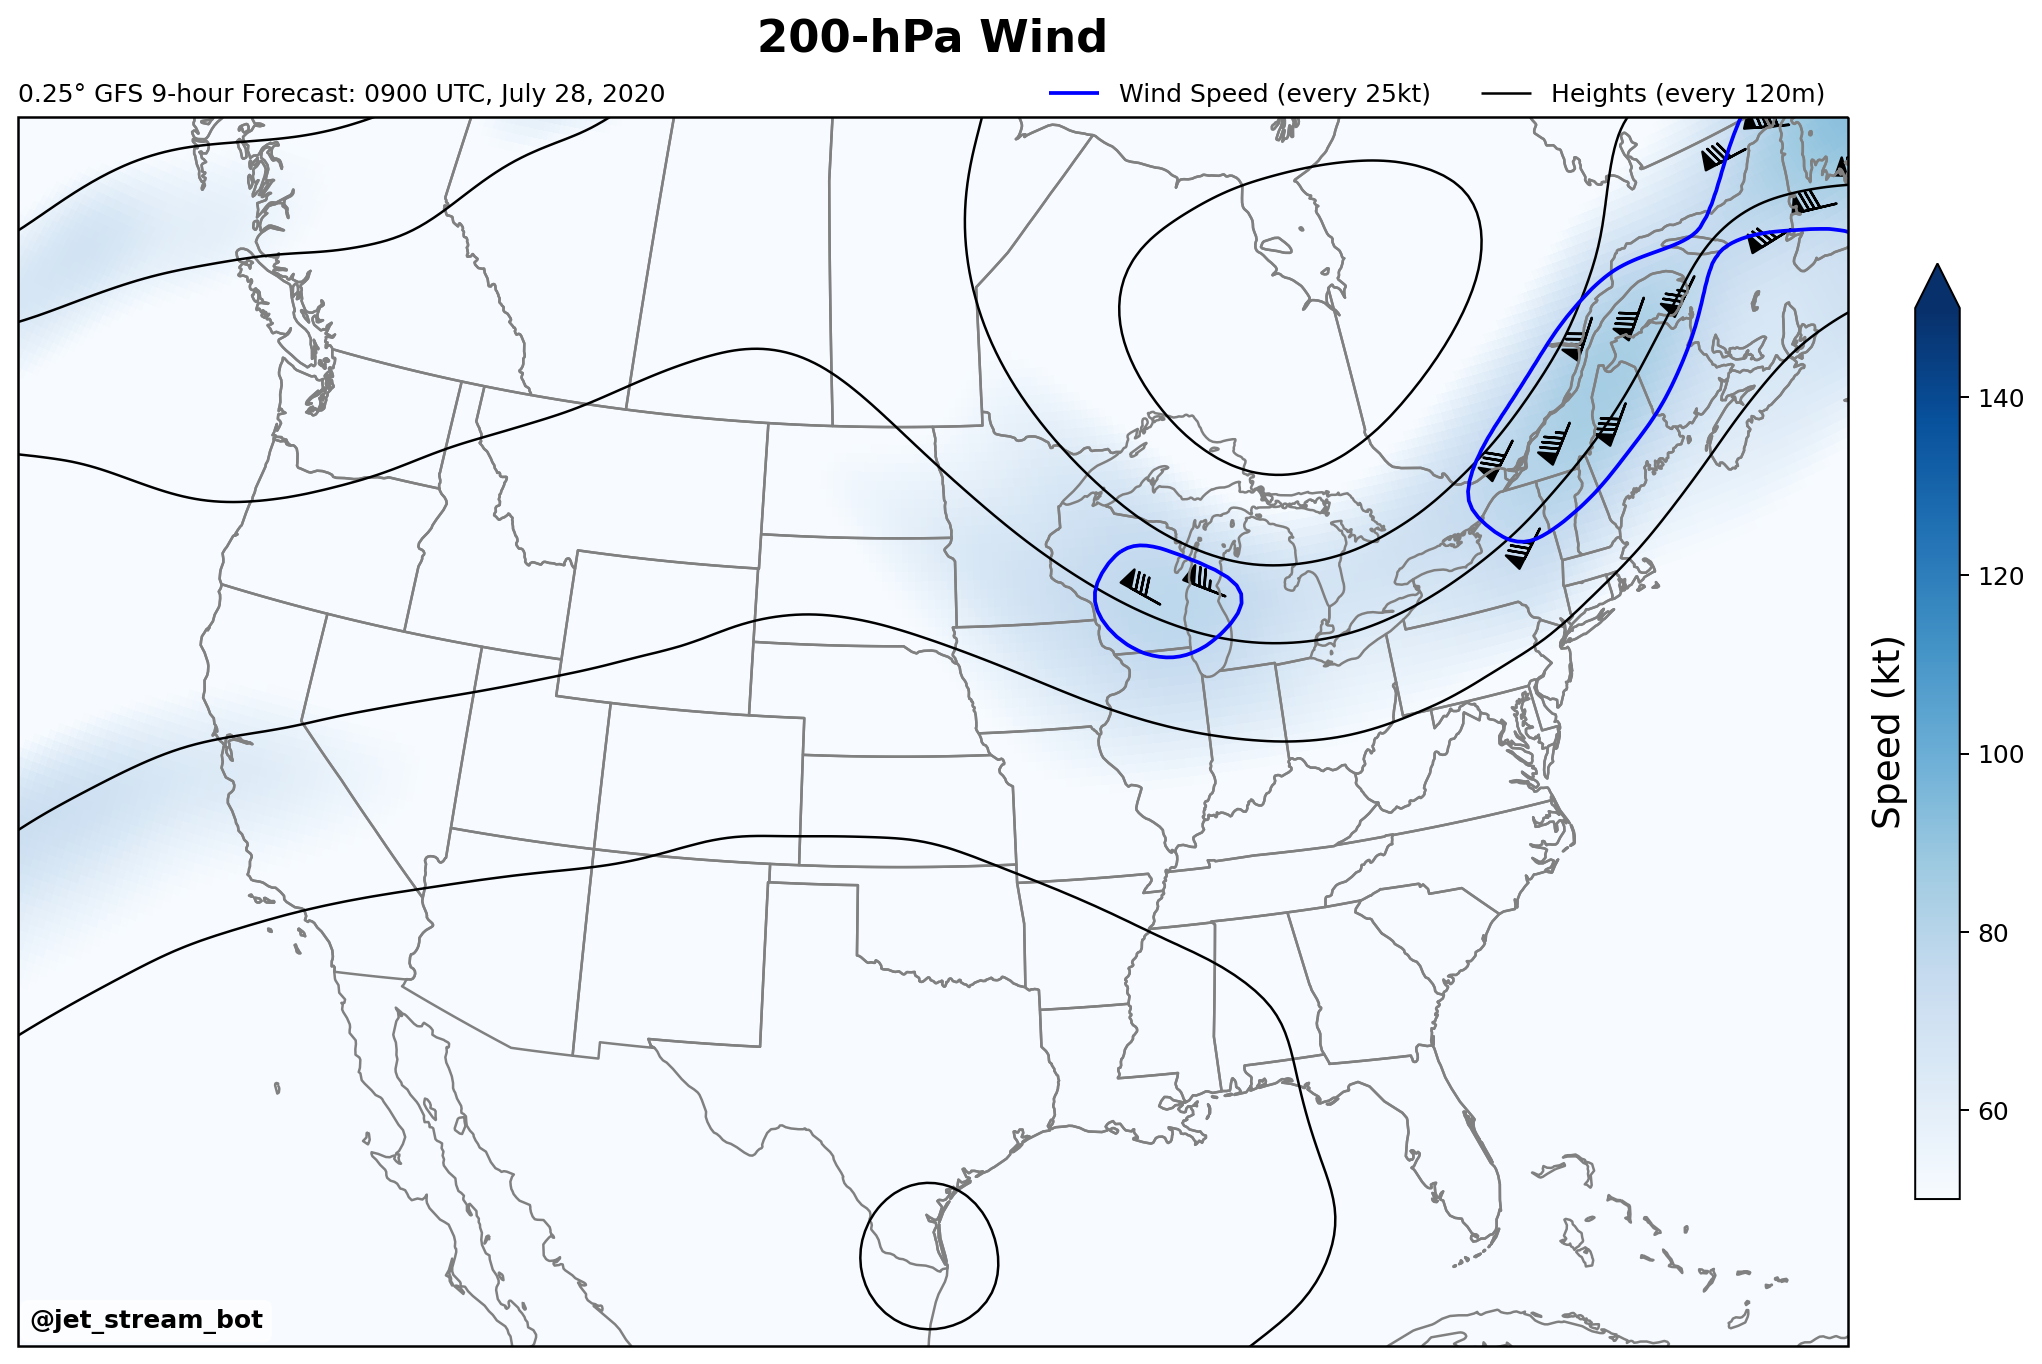 200-hPa Wind
0.25° GFS 9-hour Forecast: 0900 UTC, July 28, 2020
Wind Speed (every 25kt)
Heights (every 120m)
140
120
100
80
60
Speed (kt)
@jet_stream_bot